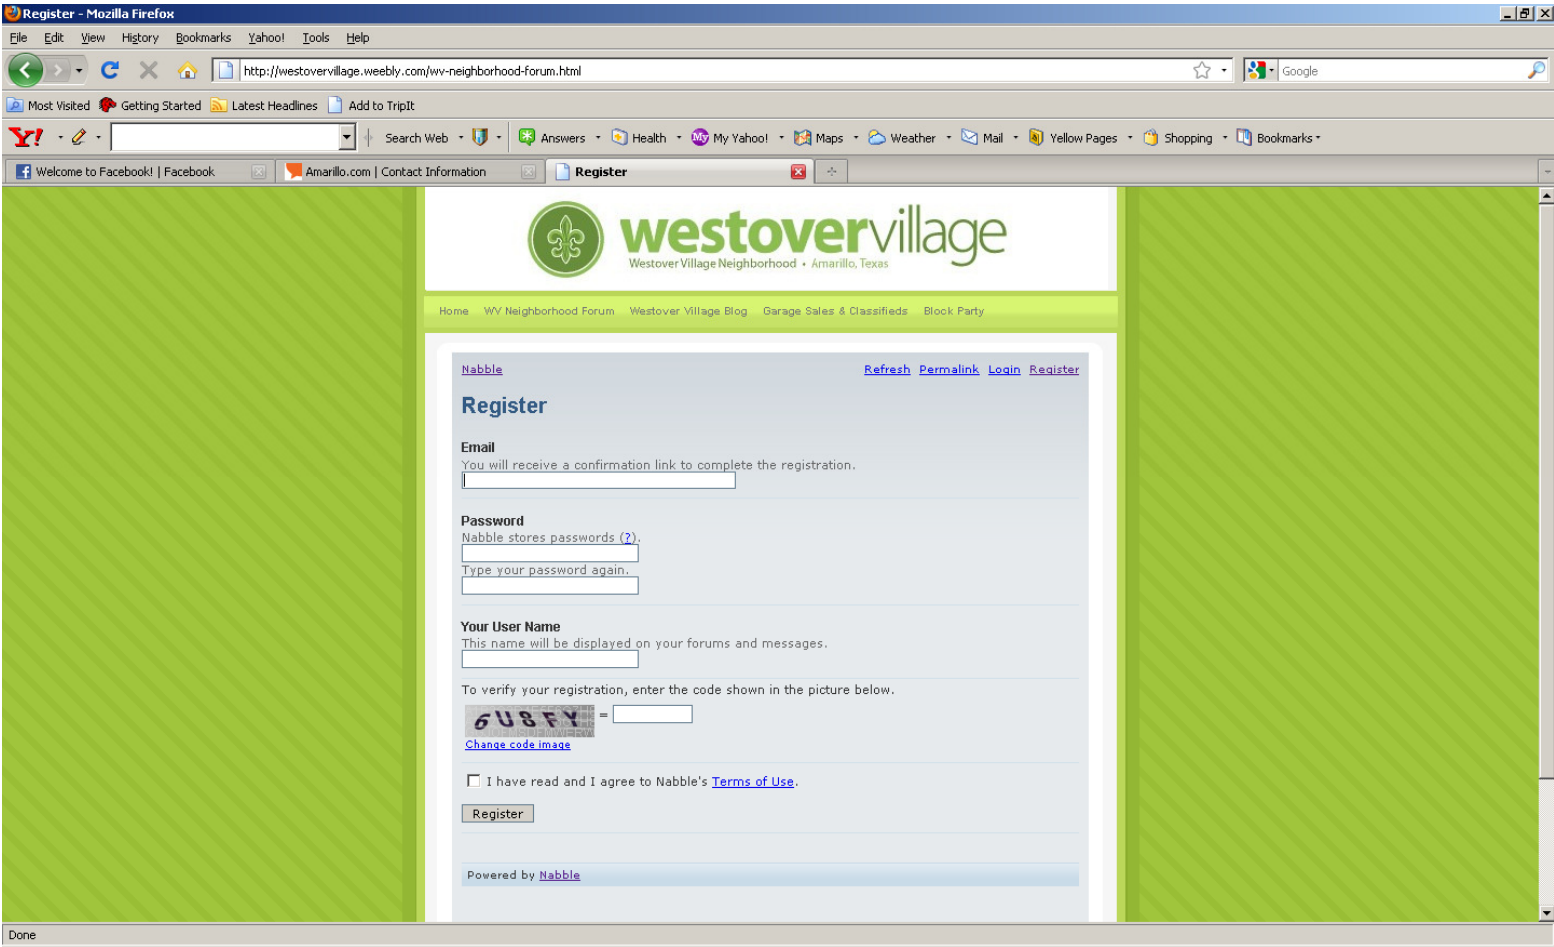 Register - Mozilla Firefox
File Edit View History Bookmarks Yahoo! Tools Help
http://westovervillage.weebly.com/wv-neighborhood-forum.html Google
Most Visited Getting Started Latest Headlines Add to TripIt
Y! Search Web Answers Health My Yahoo! Maps Weather Mail Yellow Pages Shopping Bookmarks
Welcome to Facebook! | Facebook Amarillo.com | Contact Information Register
westovervillage
Westover Village Neighborhood • Amarillo, Texas
Home WV Neighborhood Forum Westover Village Blog Garage Sales & Classifieds Block Party
Nabble Refresh Permalink Login Register
Register
Email
You will receive a confirmation link to complete the registration.
Password
Nabble stores passwords (?).
Type your password again.
Your User Name
This name will be displayed on your forums and messages.
To verify your registration, enter the code shown in the picture below.
6U8FY =
Change code image
I have read and I agree to Nabble's Terms of Use.
Register
Powered by Nabble
Done